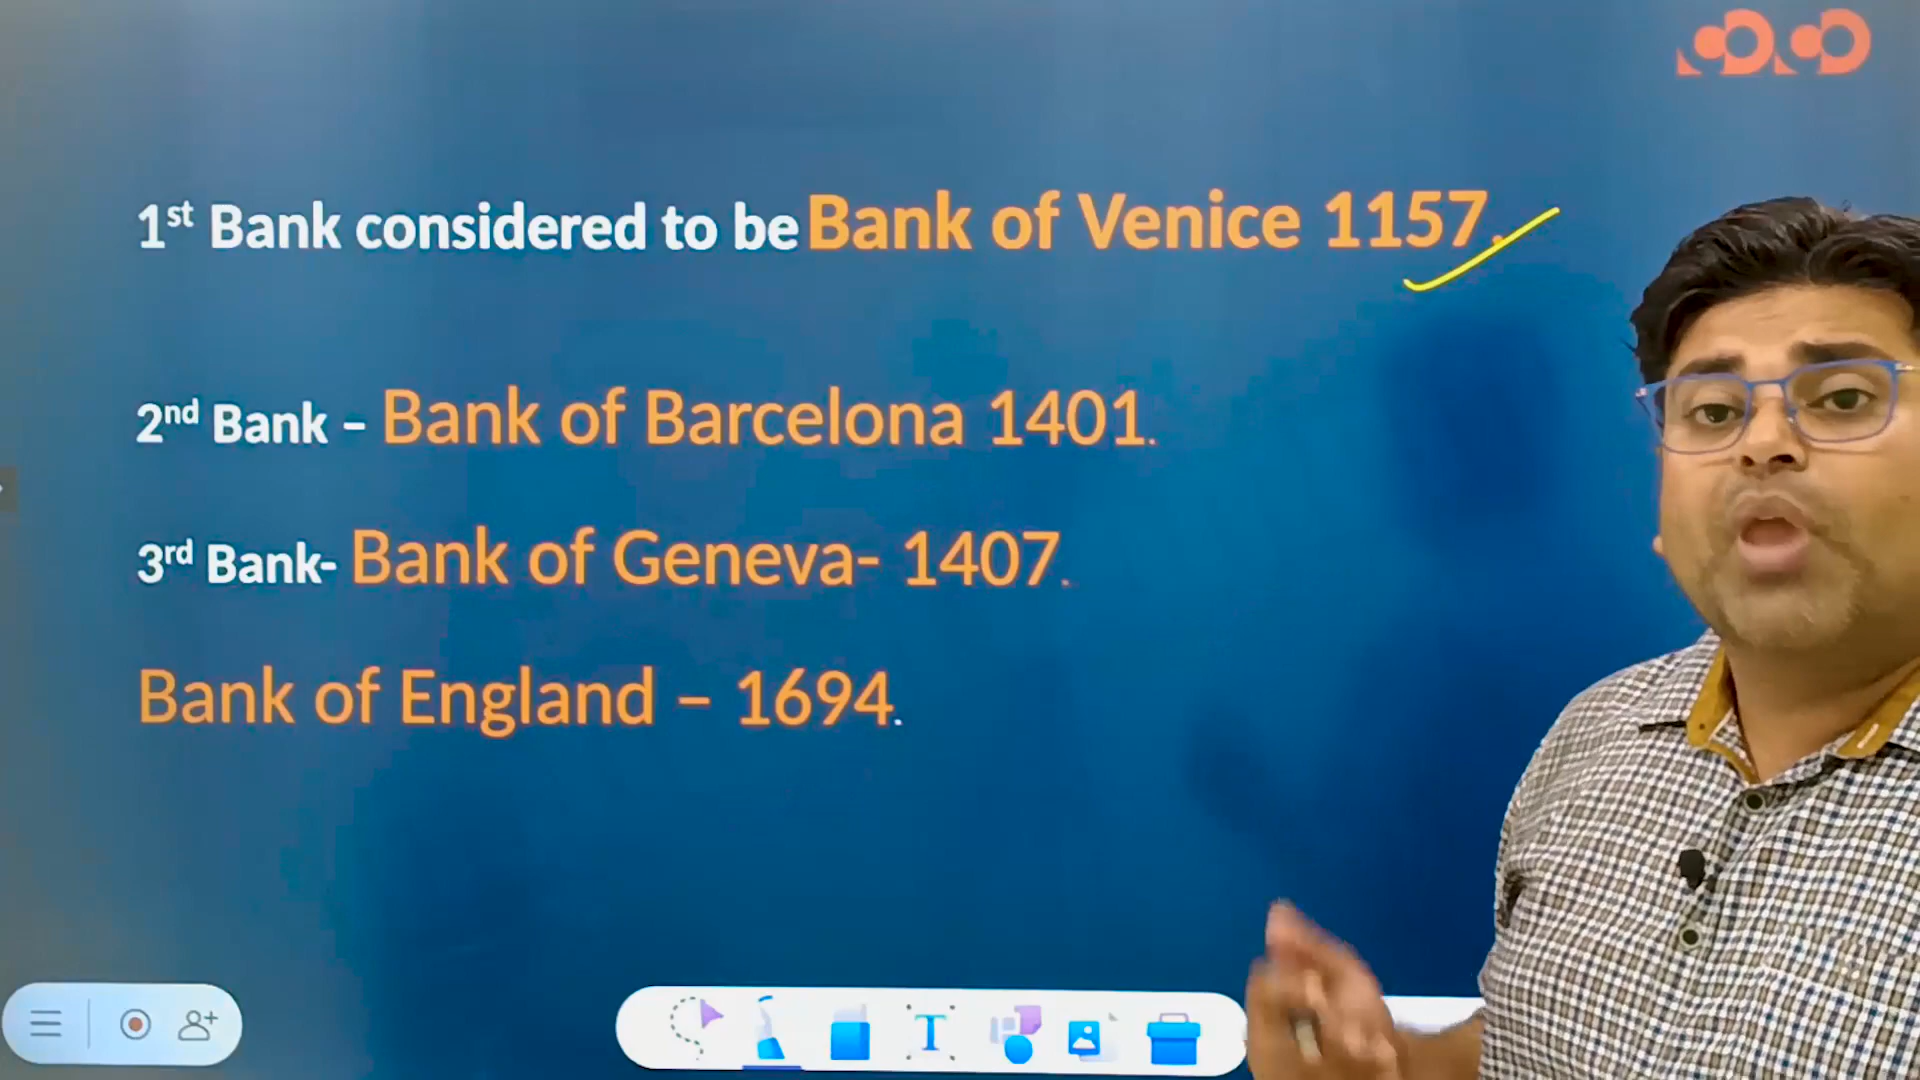 1st Bank considered to be Bank of Venice 1157.
2nd Bank – Bank of Barcelona 1401.
3rd Bank- Bank of Geneva- 1407.
Bank of England – 1694.
T